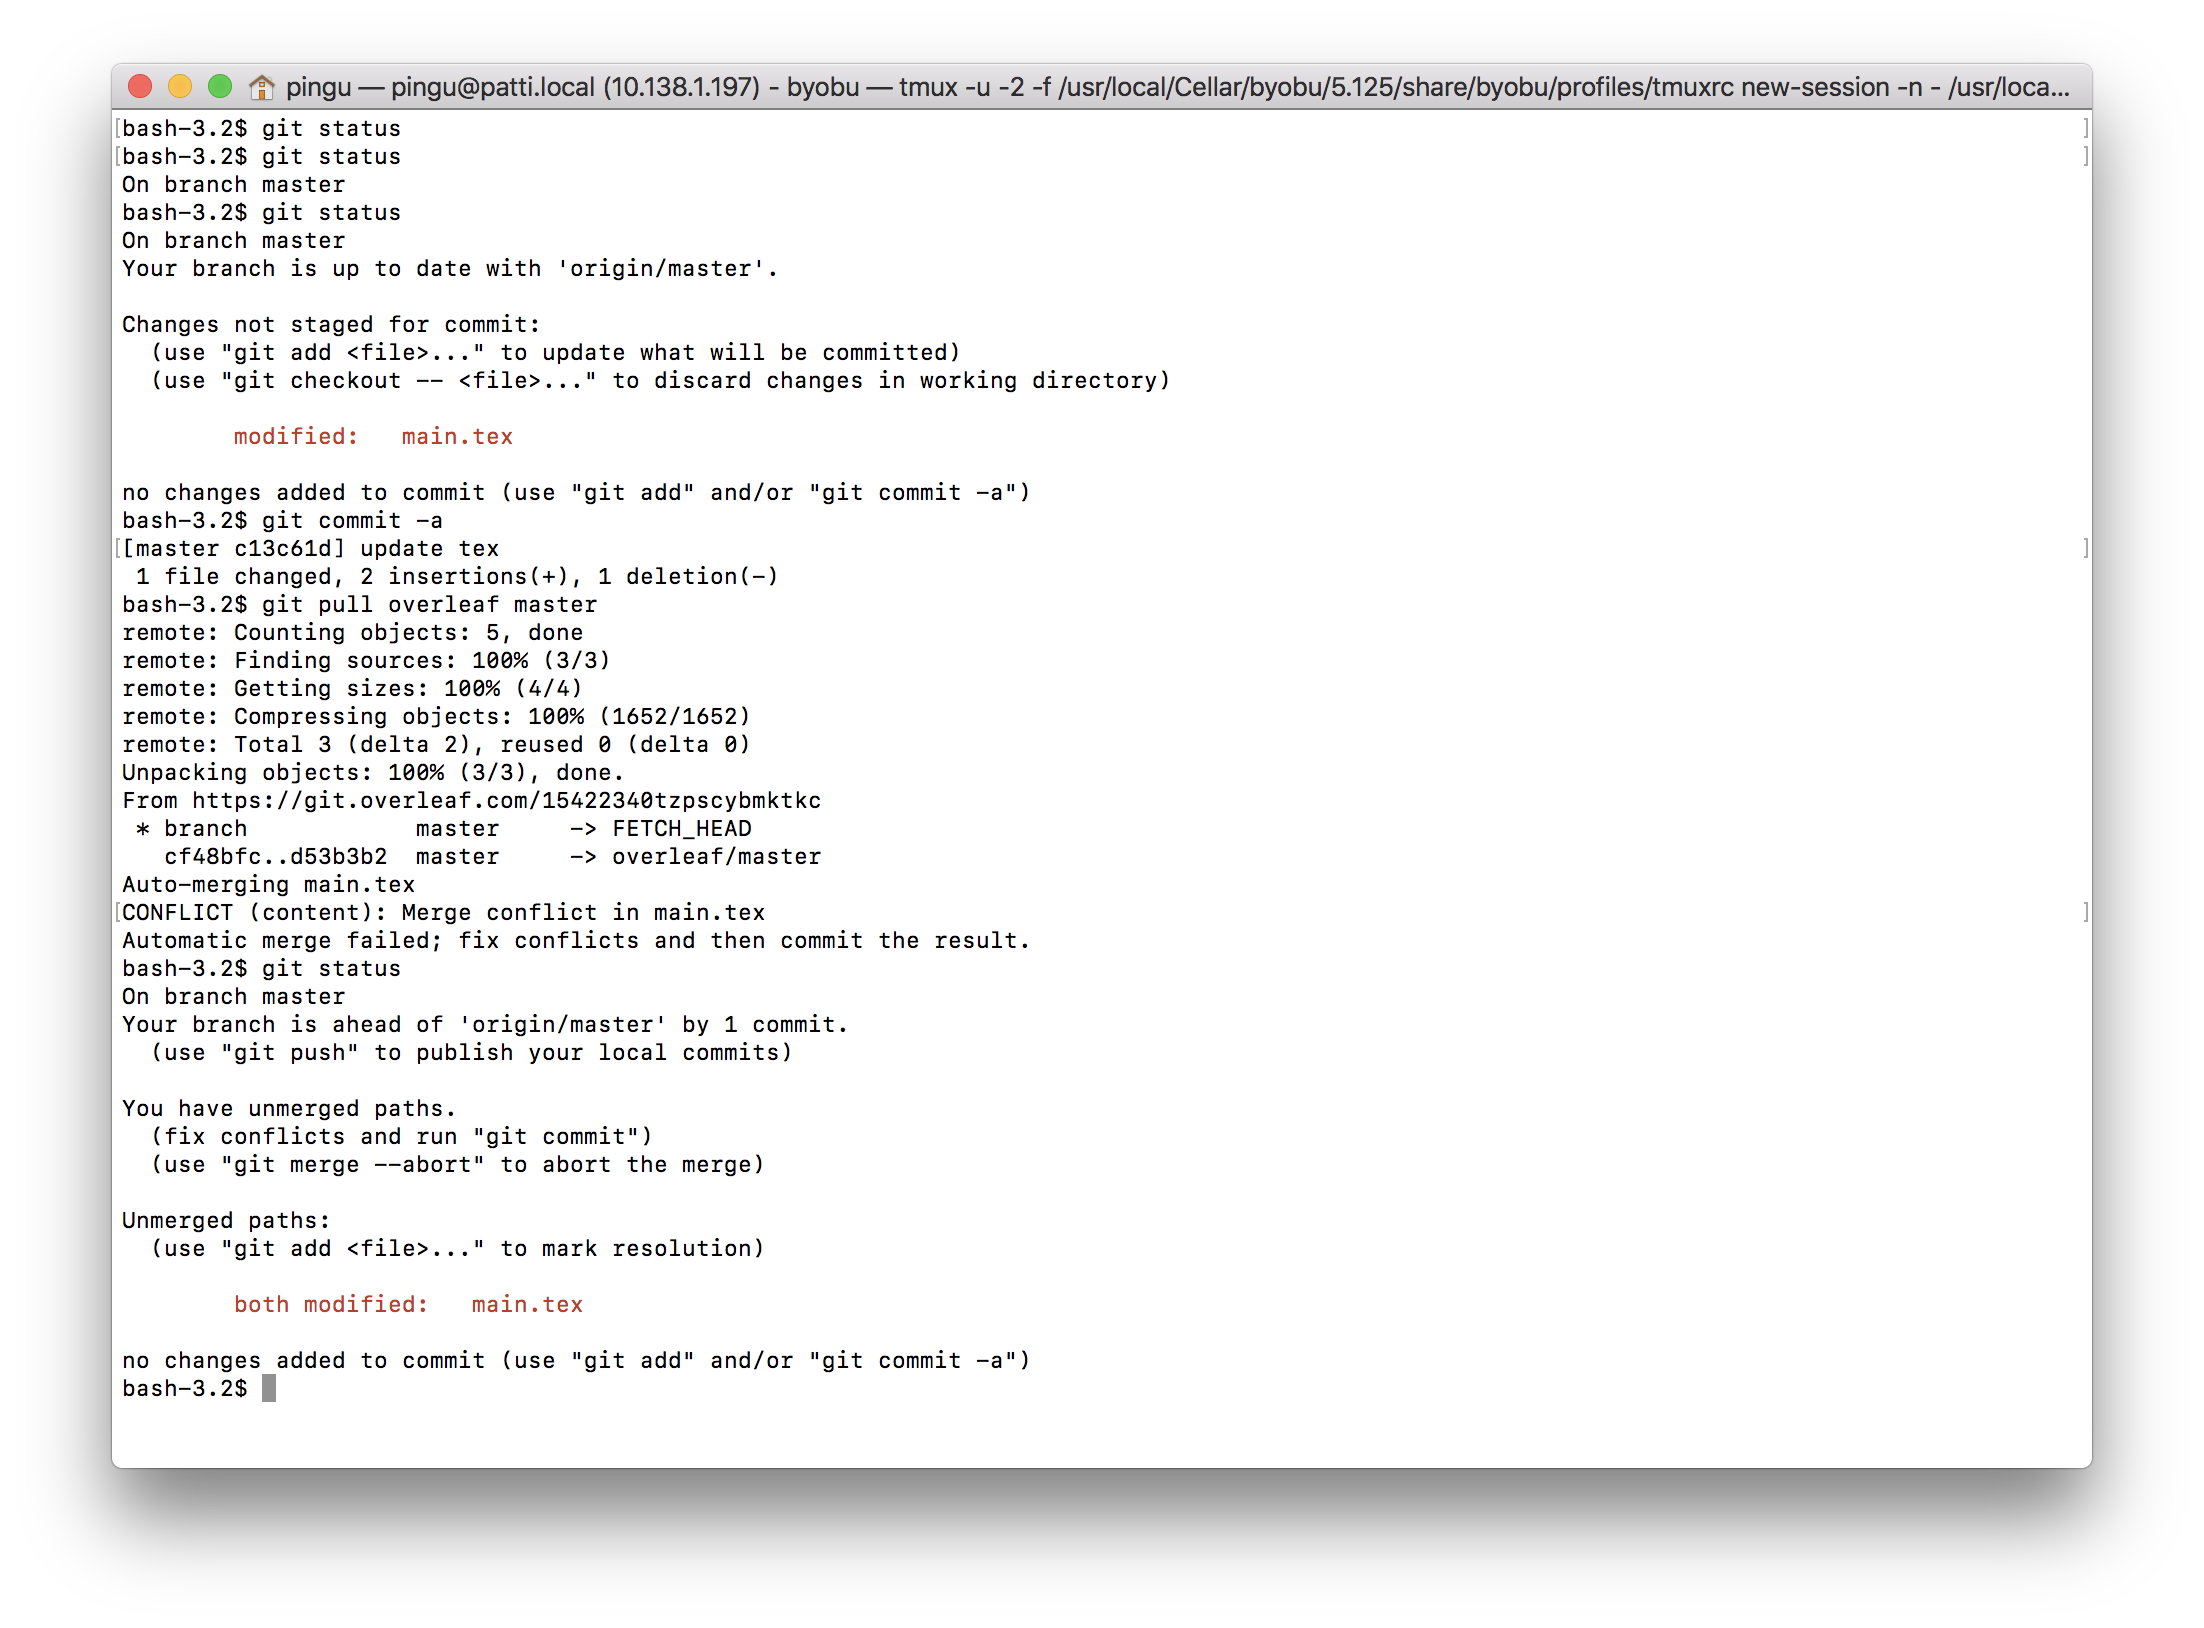 pingu — pingu@patti.local (10.138.1.197) - byobu — tmux -u -2 -f /usr/local/Cellar/byobu/5.125/share/byobu/profiles/tmuxrc new-session -n - /usr/loca...
[bash-3.2$ git status ]
[bash-3.2$ git status ]
On branch master
bash-3.2$ git status
On branch master
Your branch is up to date with 'origin/master'.

Changes not staged for commit:
  (use "git add <file>..." to update what will be committed)
  (use "git checkout -- <file>..." to discard changes in working directory)

        modified:   main.tex

no changes added to commit (use "git add" and/or "git commit -a")
bash-3.2$ git commit -a
[[master c13c61d] update tex ]
 1 file changed, 2 insertions(+), 1 deletion(-)
bash-3.2$ git pull overleaf master
remote: Counting objects: 5, done
remote: Finding sources: 100% (3/3)
remote: Getting sizes: 100% (4/4)
remote: Compressing objects: 100% (1652/1652)
remote: Total 3 (delta 2), reused 0 (delta 0)
Unpacking objects: 100% (3/3), done.
From https://git.overleaf.com/15422340tzpscybmktkc
 * branch            master     -> FETCH_HEAD
   cf48bfc..d53b3b2  master     -> overleaf/master
Auto-merging main.tex
[CONFLICT (content): Merge conflict in main.tex ]
Automatic merge failed; fix conflicts and then commit the result.
bash-3.2$ git status
On branch master
Your branch is ahead of 'origin/master' by 1 commit.
  (use "git push" to publish your local commits)

You have unmerged paths.
  (fix conflicts and run "git commit")
  (use "git merge --abort" to abort the merge)

Unmerged paths:
  (use "git add <file>..." to mark resolution)

        both modified:   main.tex

no changes added to commit (use "git add" and/or "git commit -a")
bash-3.2$